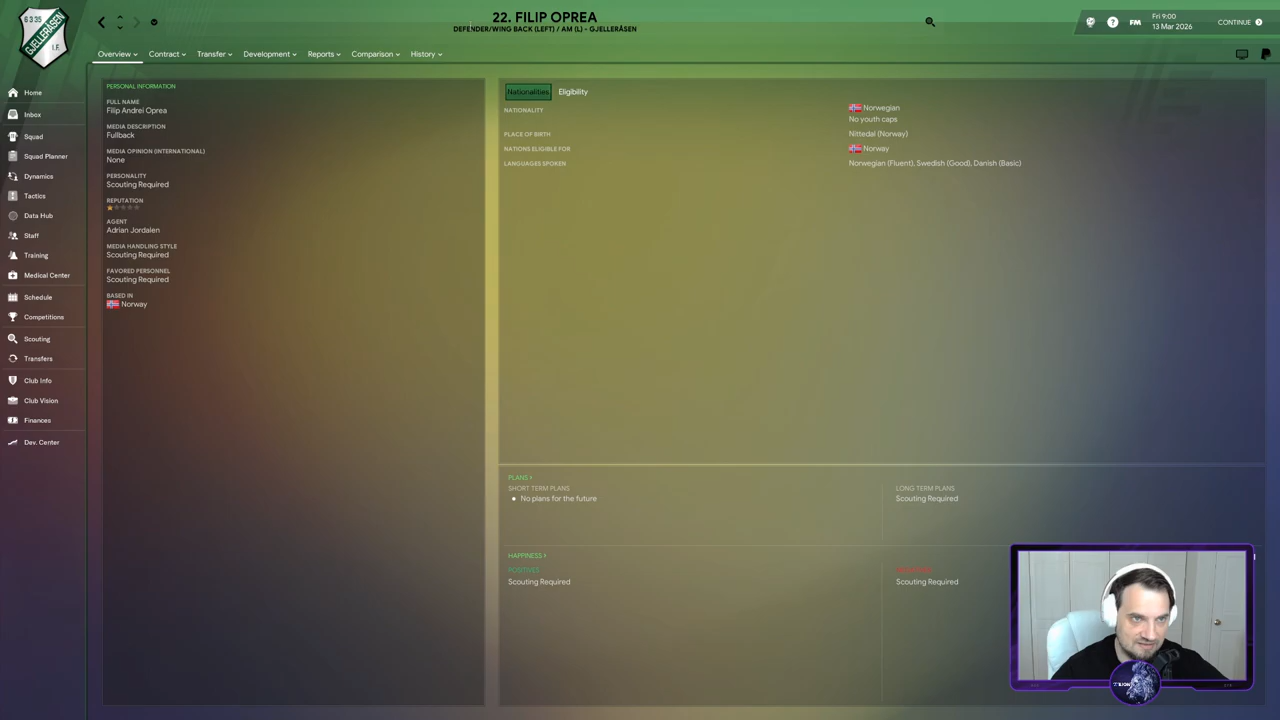 22. FILIP OPREA
DEFENDER/WING BACK (LEFT) / AM (L) - GJELLERÅSEN
FM
Fri 9:00
13 Mar 2026
CONTINUE
6 3 35
GJELLERÅSEN
I.F.
Overview
Contract
Transfer
Development
Reports
Comparison
History
Home
Inbox
Squad
Squad Planner
Dynamics
Tactics
Data Hub
Staff
Training
Medical Center
Schedule
Competitions
Scouting
Transfers
Club Info
Club Vision
Finances
Dev. Center
PERSONAL INFORMATION
FULL NAME
Filip Andrei Oprea
MEDIA DESCRIPTION
Fullback
MEDIA OPINION (INTERNATIONAL)
None
PERSONALITY
Scouting Required
REPUTATION
AGENT
Adrian Jordalen
MEDIA HANDLING STYLE
Scouting Required
FAVORED PERSONNEL
Scouting Required
BASED IN
Norway
Nationalities
Eligibility
NATIONALITY
Norwegian
No youth caps
PLACE OF BIRTH
Nittedal (Norway)
NATIONS ELIGIBLE FOR
Norway
LANGUAGES SPOKEN
Norwegian (Fluent), Swedish (Good), Danish (Basic)
PLANS
SHORT TERM PLANS
No plans for the future
LONG TERM PLANS
Scouting Required
HAPPINESS
POSITIVES
Scouting Required
Scouting Required